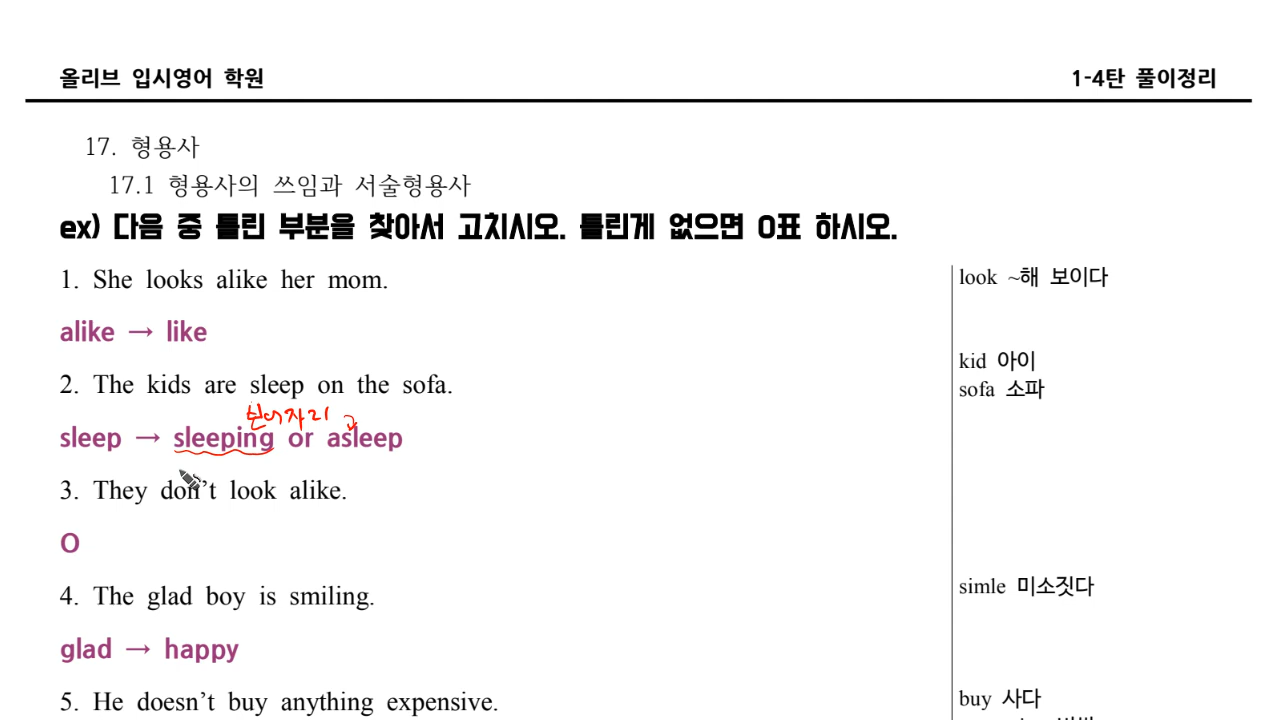 올리브 입시영어 학원
1-4탄 풀이정리
17. 형용사
17.1 형용사의 쓰임과 서술형용사
ex) 다음 중 틀린 부분을 찾아서 고치시오. 틀린게 없으면 O표 하시오.
1. She looks alike her mom.
look ~해 보이다
alike → like
kid 아이
2. The kids are sleep on the sofa.
sofa 소파
보어자리
sleep → sleeping or asleep
3. They don't look alike.
O
4. The glad boy is smiling.
simle 미소짓다
glad → happy
5. He doesn't buy anything expensive.
buy 사다